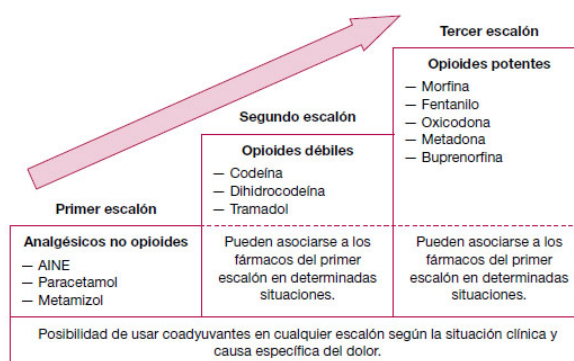 Primer escalón
Analgésicos no opioides
— AINE
— Paracetamol
— Metamizol
Segundo escalón
Opioides débiles
— Codeína
— Dihidrocodeína
— Tramadol
Pueden asociarse a los
fármacos del primer
escalón en determinadas
situaciones.
Tercer escalón
Opioides potentes
— Morfina
— Fentanilo
— Oxicodona
— Metadona
— Buprenorfina
Pueden asociarse a los
fármacos del primer
escalón en determinadas
situaciones.
Posibilidad de usar coadyuvantes en cualquier escalón según la situación clínica y
causa específica del dolor.